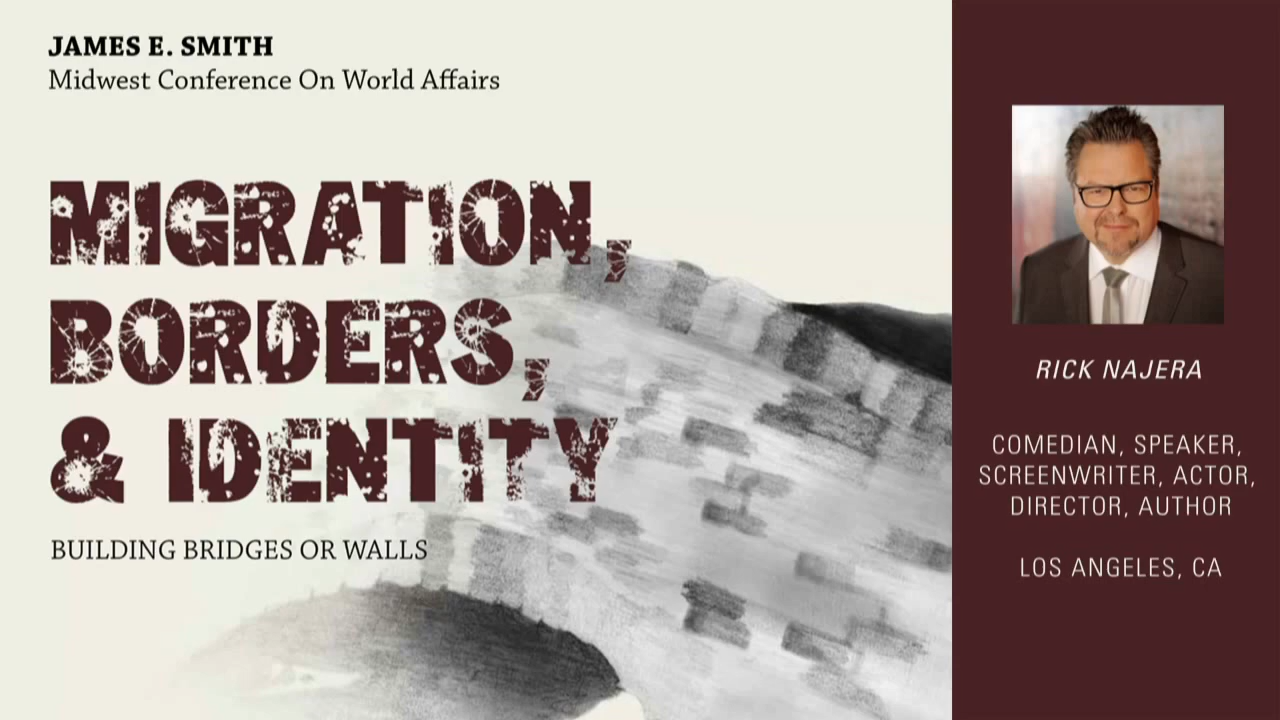 JAMES E. SMITH
Midwest Conference On World Affairs
MIGRATION,
BORDERS,
& IDENTITY
BUILDING BRIDGES OR WALLS
RICK NAJERA
COMEDIAN, SPEAKER,
SCREENWRITER, ACTOR,
DIRECTOR, AUTHOR
LOS ANGELES, CA